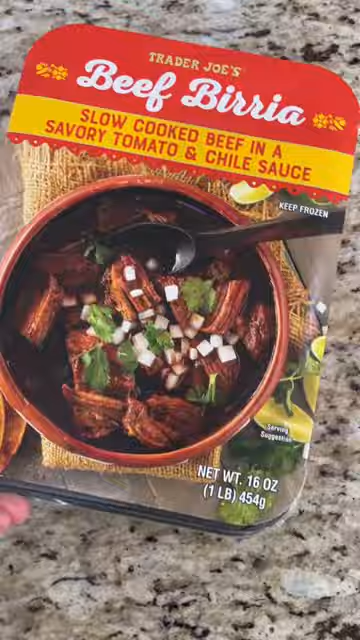 TRADER JOE'S
Beef Birria
SLOW COOKED BEEF IN A
SAVORY TOMATO & CHILE SAUCE
KEEP FROZEN
Serving
Suggestion
NET WT. 16 OZ
(1 LB) 454g